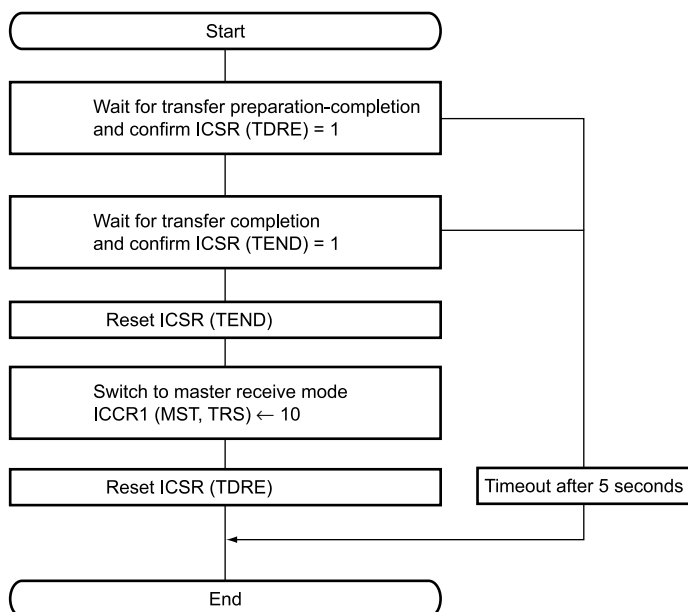 Start
Wait for transfer preparation-completion
and confirm ICSR (TDRE) = 1
Wait for transfer completion
and confirm ICSR (TEND) = 1
Reset ICSR (TEND)
Switch to master receive mode
ICCR1 (MST, TRS) ← 10
Reset ICSR (TDRE)
Timeout after 5 seconds
End